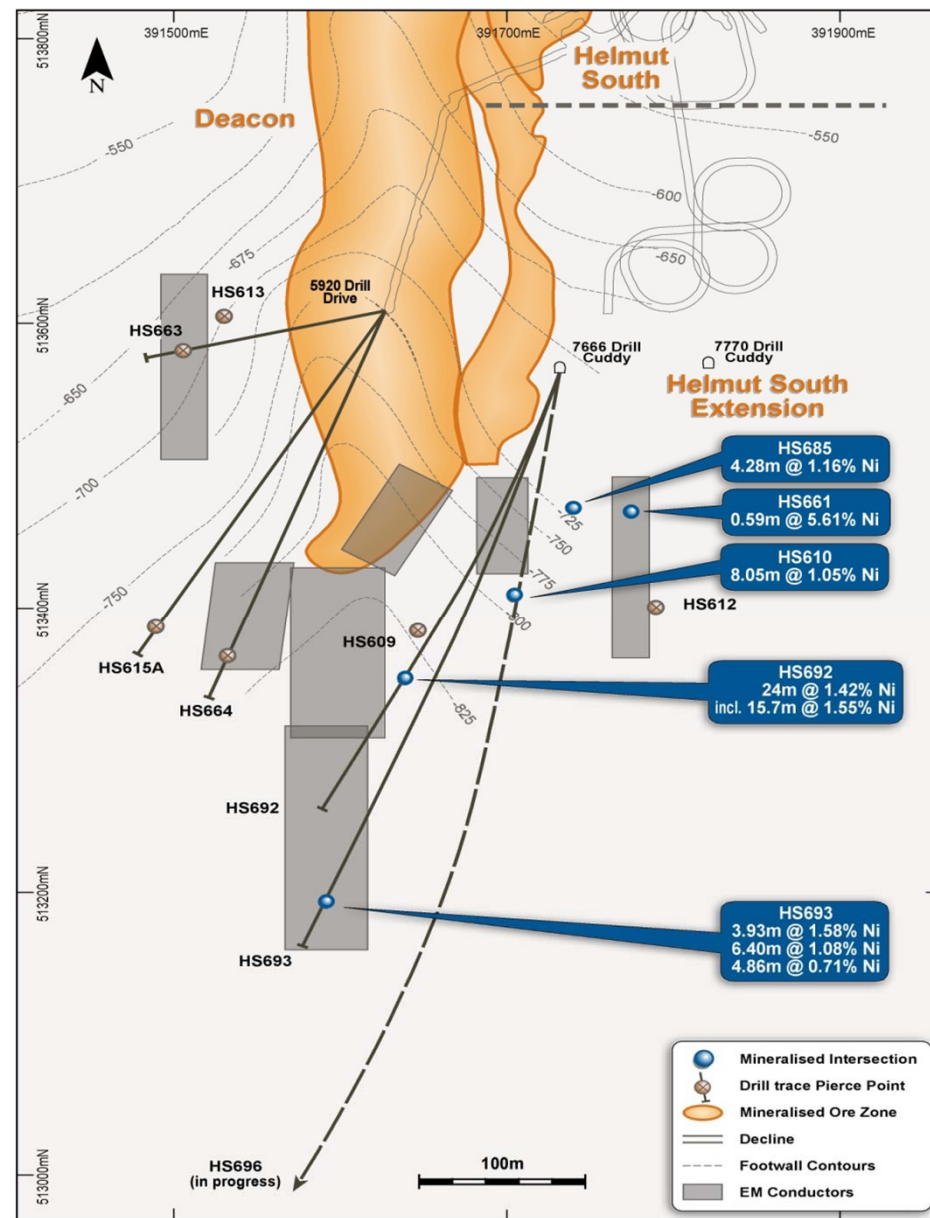 391500mE
391700mE
391900mE
513800mN
513600mN
513400mN
513200mN
513000mN
N
Helmut
South
Deacon
-550
-550
-600
-650
-675
5920 Drill
Drive
HS613
HS663
-650
-700
-750
7666 Drill
Cuddy
7770 Drill
Cuddy
Helmut South
Extension
HS685
4.28m @ 1.16% Ni
HS661
0.59m @ 5.61% Ni
HS610
8.05m @ 1.05% Ni
-725
-750
-775
-800
-825
HS612
HS609
HS615A
HS664
HS692
24m @ 1.42% Ni
incl. 15.7m @ 1.55% Ni
HS692
HS693
3.93m @ 1.58% Ni
6.40m @ 1.08% Ni
4.86m @ 0.71% Ni
HS693
HS696
(in progress)
100m
Mineralised Intersection
Drill trace Pierce Point
Mineralised Ore Zone
Decline
Footwall Contours
EM Conductors